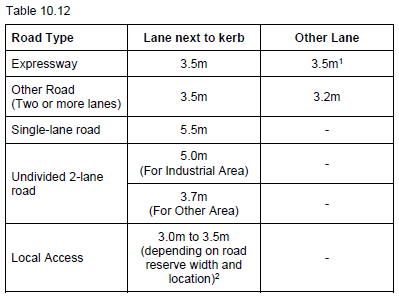 Table 10.12
Road Type Lane next to kerb Other Lane
Expressway 3.5m 3.5m¹
Other Road
(Two or more lanes) 3.5m 3.2m
Single-lane road 5.5m -
Undivided 2-lane
road
5.0m
(For Industrial Area) -
3.7m
(For Other Area) -
Local Access
3.0m to 3.5m
(depending on road
reserve width and
location)² -